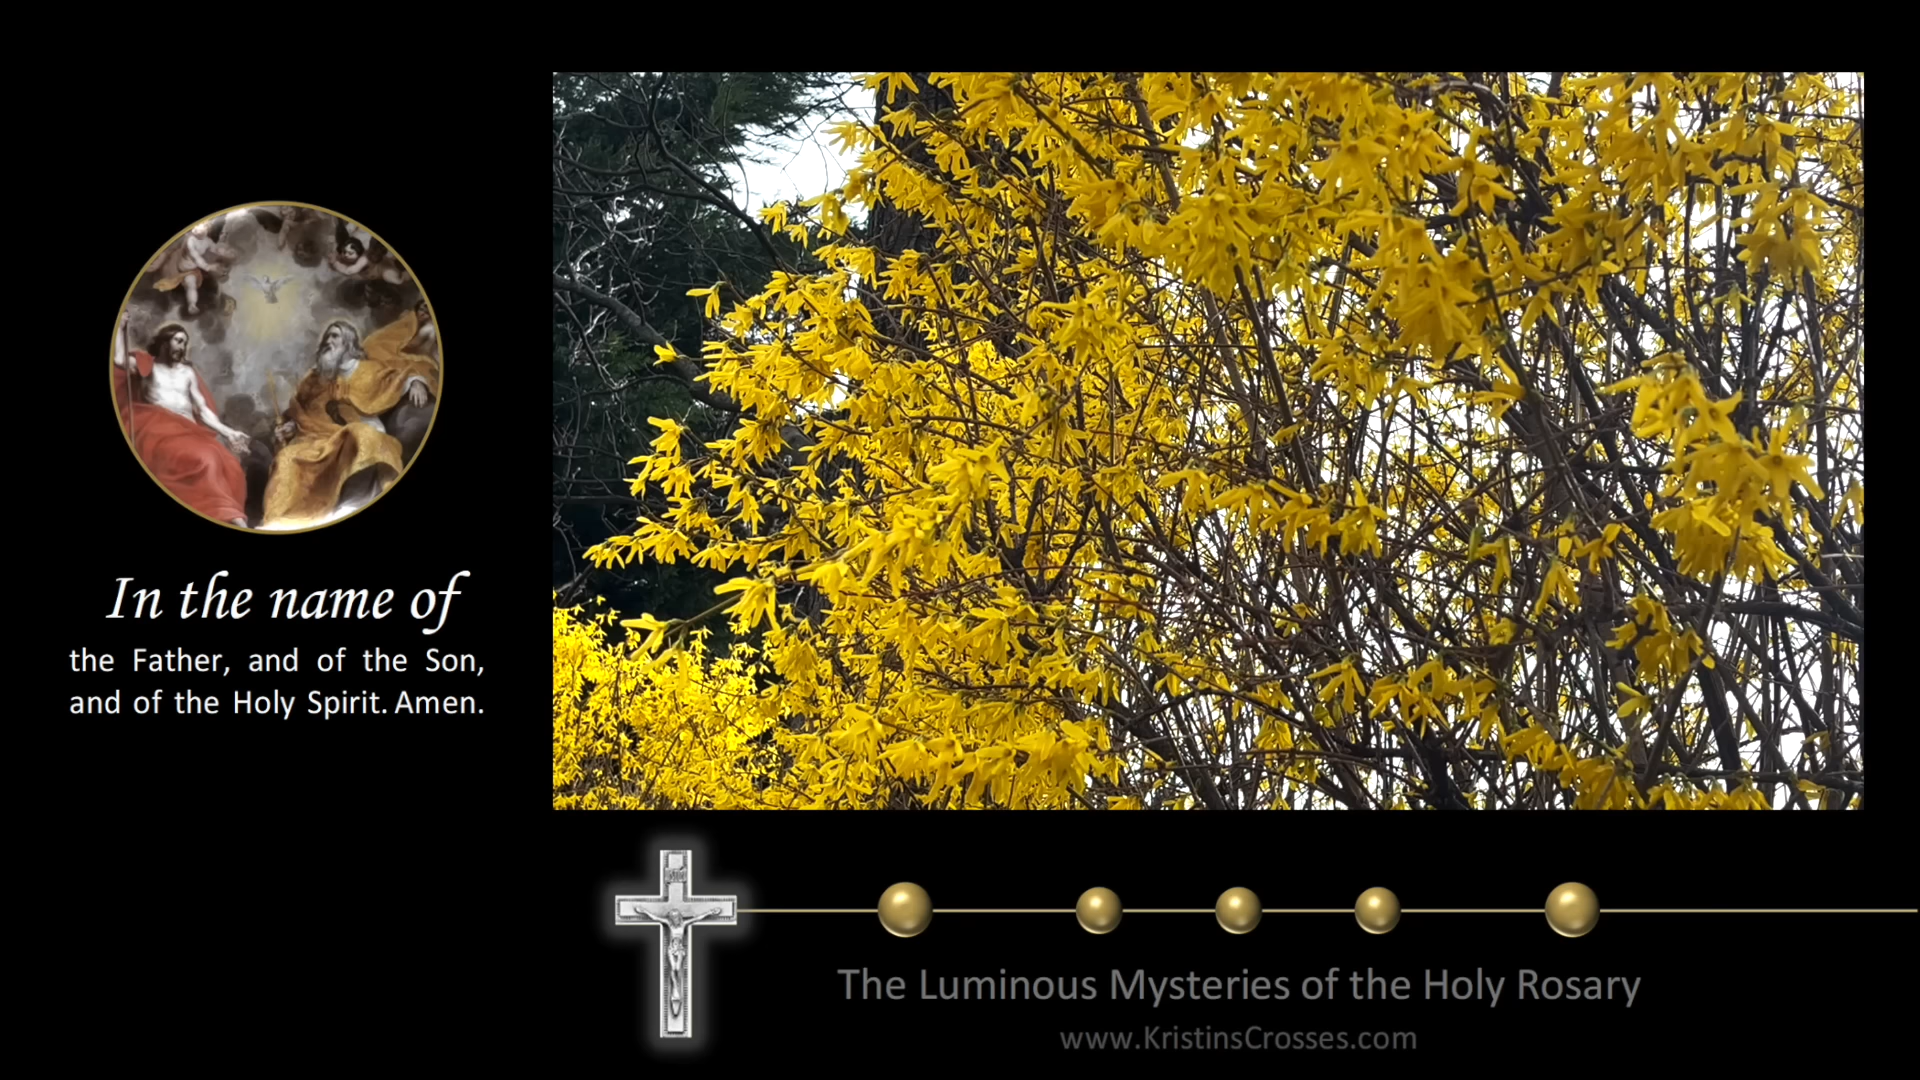 In the name of
the Father, and of the Son,
and of the Holy Spirit. Amen.
The Luminous Mysteries of the Holy Rosary
www.KristinsCrosses.com